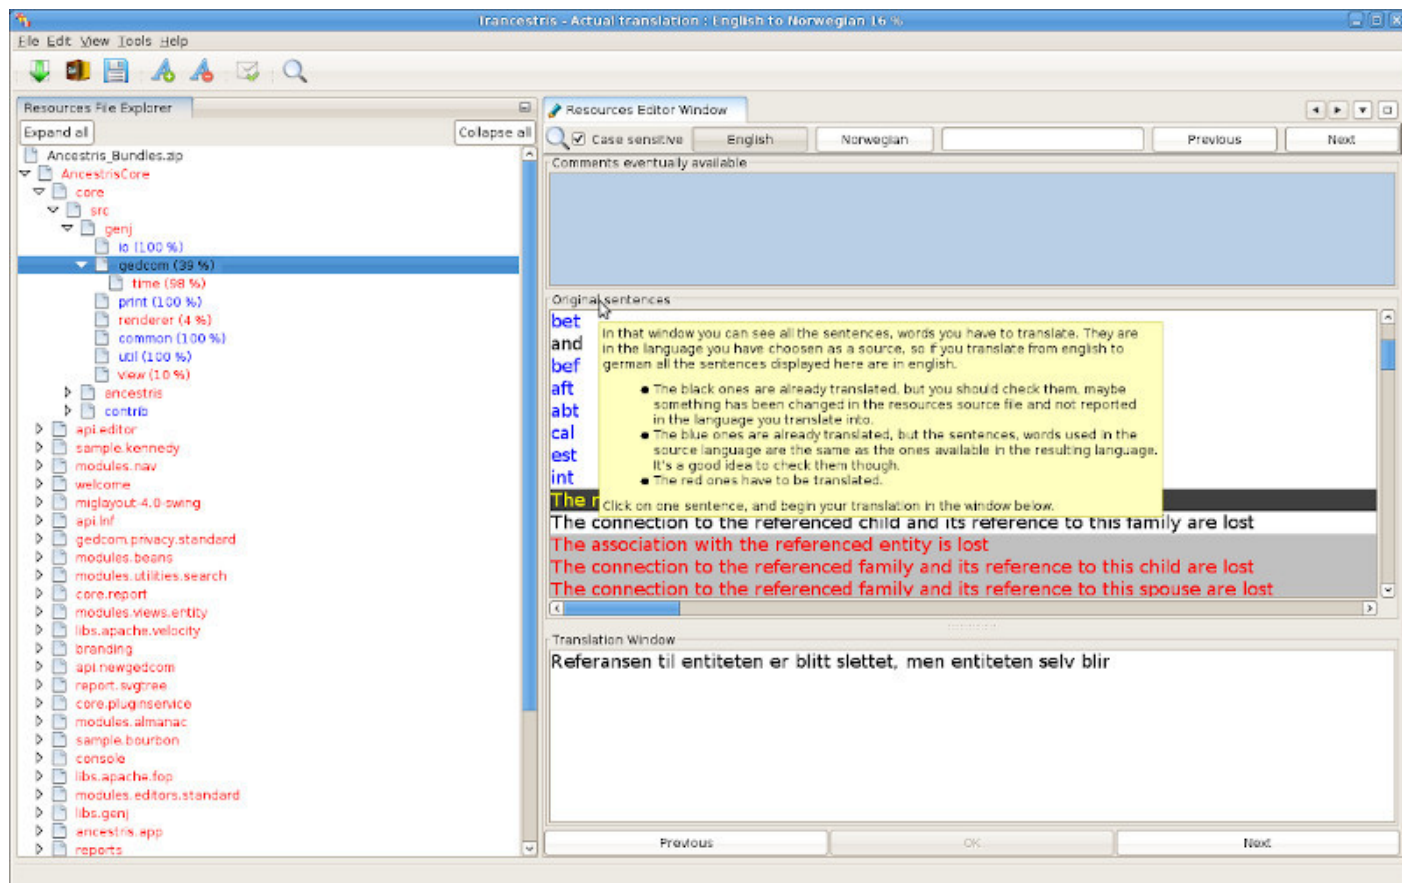 Trancestris - Actual translation : English to Norwegian 16 %
File Edit View Tools Help
Resources File Explorer
Expand all
Collapse all
Ancestris_Bundles.zip
AncestrisCore
core
src
genj
io (100 %)
gedcom (39 %)
time (98 %)
print (100 %)
renderer (4 %)
common (100 %)
util (100 %)
view (10 %)
ancestris
contrib
api.editor
sample.kennedy
modules.nav
welcome
miglayout-4.0-swing
api.lnf
gedcom.privacy.standard
modules.beans
modules.utilities.search
core.report
modules.views.entity
libs.apache.velocity
branding
api.newgedcom
report.svgtree
core.pluginservice
modules.almanac
sample.bourbon
console
libs.apache.fop
modules.editors.standard
libs.genj
ancestris.app
reports
Resources Editor Window
Case sensitive
English
Norwegian
Previous
Next
Comments eventually available
Original sentences
bet
and
bef
aft
abt
cal
est
int
The
In that window you can see all the sentences, words you have to translate. They are
in the language you have choosen as a source, so if you translate from english to
german all the sentences displayed here are in english.
● The black ones are already translated, but you should check them, maybe
something has been changed in the resources source file and not reported
in the language you translate into.
● The blue ones are already translated, but the sentences, words used in the
source language are the same as the ones available in the resulting language.
It's a good idea to check them though.
● The red ones have to be translated.
Click on one sentence, and begin your translation in the window below.
The connection to the referenced child and its reference to this family are lost
The association with the referenced entity is lost
The connection to the referenced family and its reference to this child are lost
The connection to the referenced family and its reference to this spouse are lost
Translation Window
Referansen til entiteten er blitt slettet, men entiteten selv blir
Previous
OK
Next